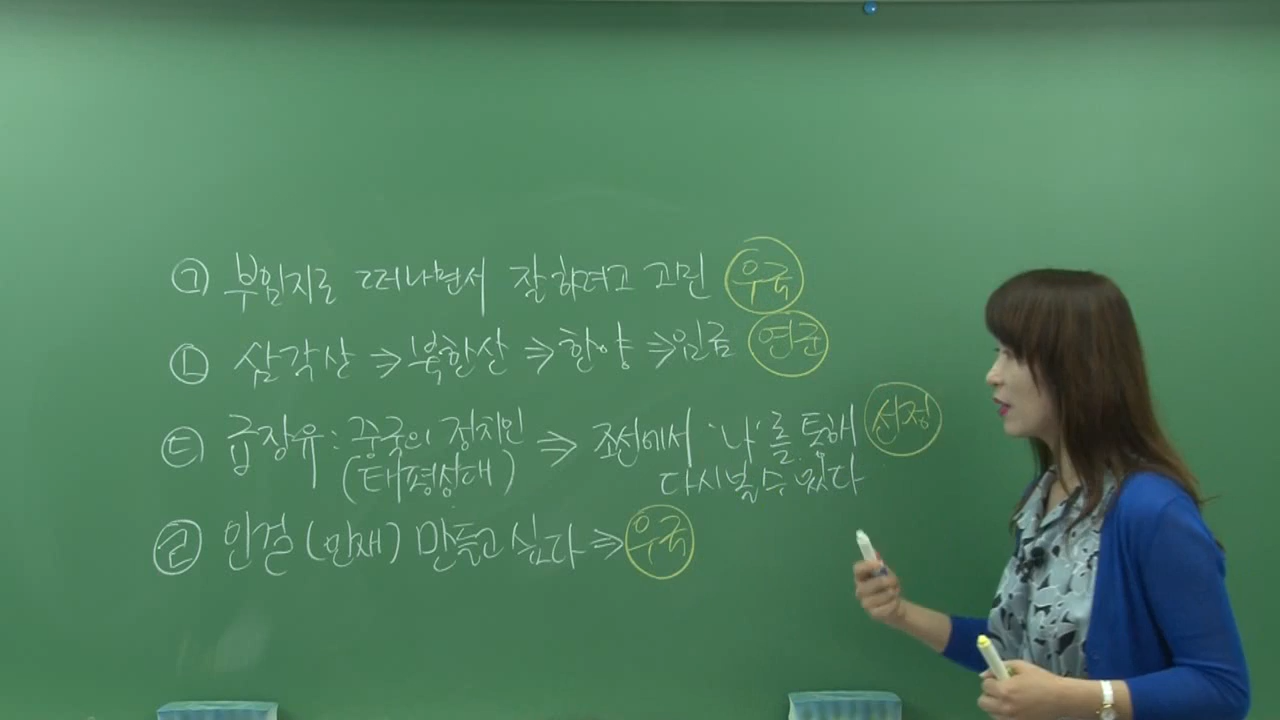 ㉠ 부임지로 떠나면서 잘하려고 고민 우국
㉡ 삼각산 ⇒ 북한산 ⇒ 한양 ⇒ 임금 연군
㉢ 급장유 : 중국의 정치인 ⇒ 조선에서 '나'를 통해 선정
(태평성대) 다시 볼 수 있다
㉣ 인걸 (인재) 만들고 싶다 ⇒ 우국